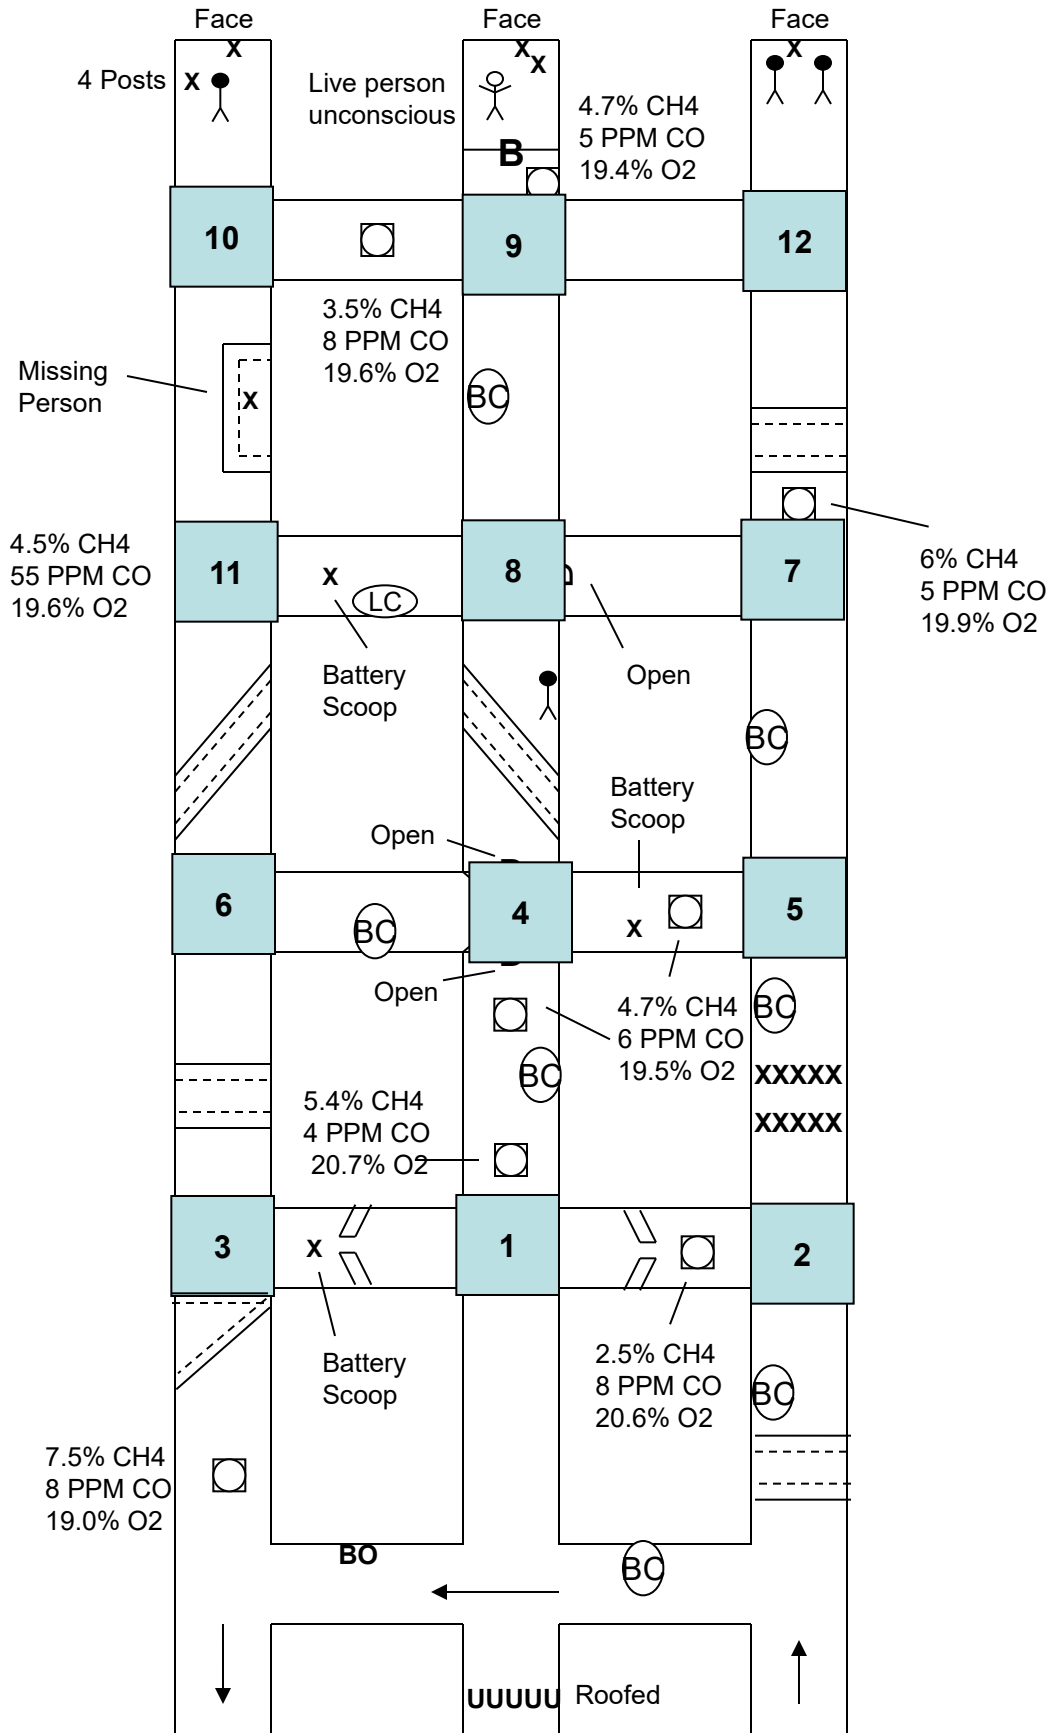 Face
Face
Face
X
X
X
X
4 Posts
X
Live person
unconscious
4.7% CH4
5 PPM CO
19.4% O2
B
10
9
12
3.5% CH4
8 PPM CO
19.6% O2
Missing
Person
X
BC
4.5% CH4
55 PPM CO
19.6% O2
11
8
7
6% CH4
5 PPM CO
19.9% O2
X
LC
Battery
Scoop
Open
BC
Battery
Scoop
Open
6
4
5
BC
X
Open
4.7% CH4
6 PPM CO
19.5% O2
BC
BC
XXXXX
XXXXX
5.4% CH4
4 PPM CO
20.7% O2
3
X
1
2
Battery
Scoop
2.5% CH4
8 PPM CO
20.6% O2
BC
7.5% CH4
8 PPM CO
19.0% O2
BO
BC
UUUUU
Roofed